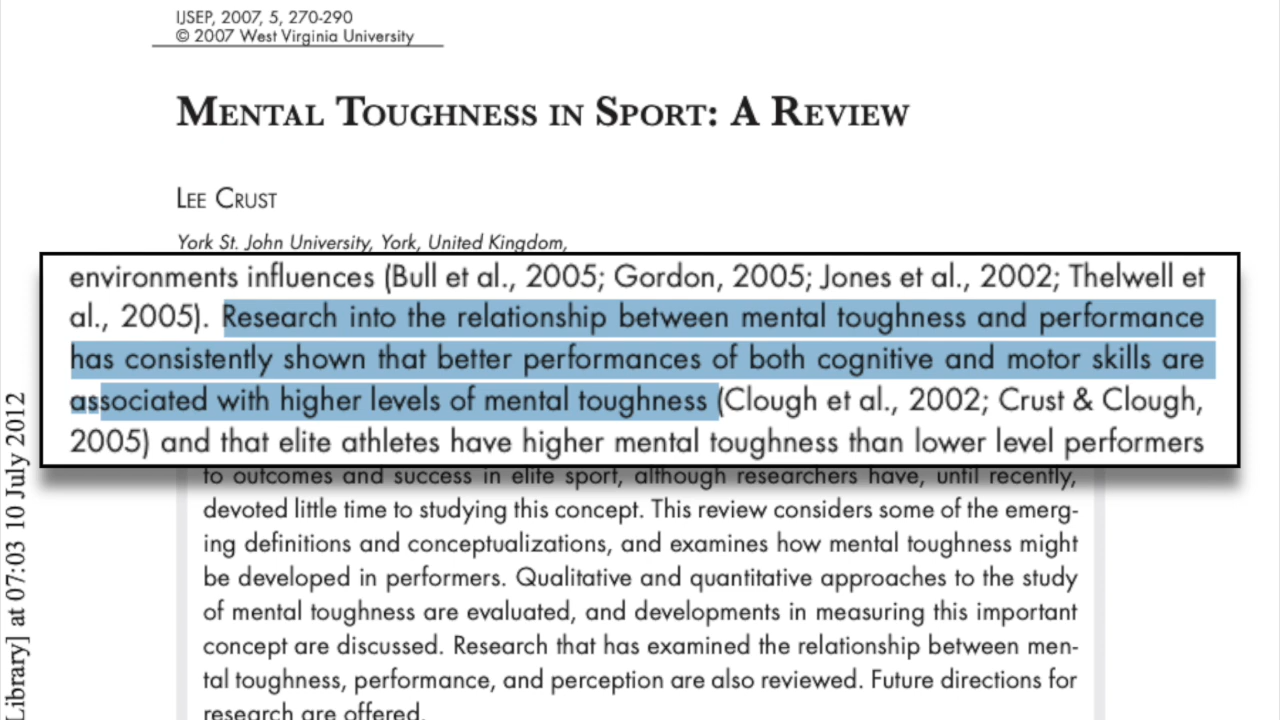 IJSEP, 2007, 5, 270-290
© 2007 West Virginia University
Mental Toughness in Sport: A Review
Lee Crust
York St. John University, York, United Kingdom,
environments influences (Bull et al., 2005; Gordon, 2005; Jones et al., 2002; Thelwell et
al., 2005). Research into the relationship between mental toughness and performance
has consistently shown that better performances of both cognitive and motor skills are
associated with higher levels of mental toughness (Clough et al., 2002; Crust & Clough,
2005) and that elite athletes have higher mental toughness than lower level performers
to outcomes and success in elite sport, although researchers have, until recently,
devoted little time to studying this concept. This review considers some of the emerg-
ing definitions and conceptualizations, and examines how mental toughness might
be developed in performers. Qualitative and quantitative approaches to the study
of mental toughness are evaluated, and developments in measuring this important
concept are discussed. Research that has examined the relationship between men-
tal toughness, performance, and perception are also reviewed. Future directions for
research are offered.
Library] at 07:03 10 July 2012